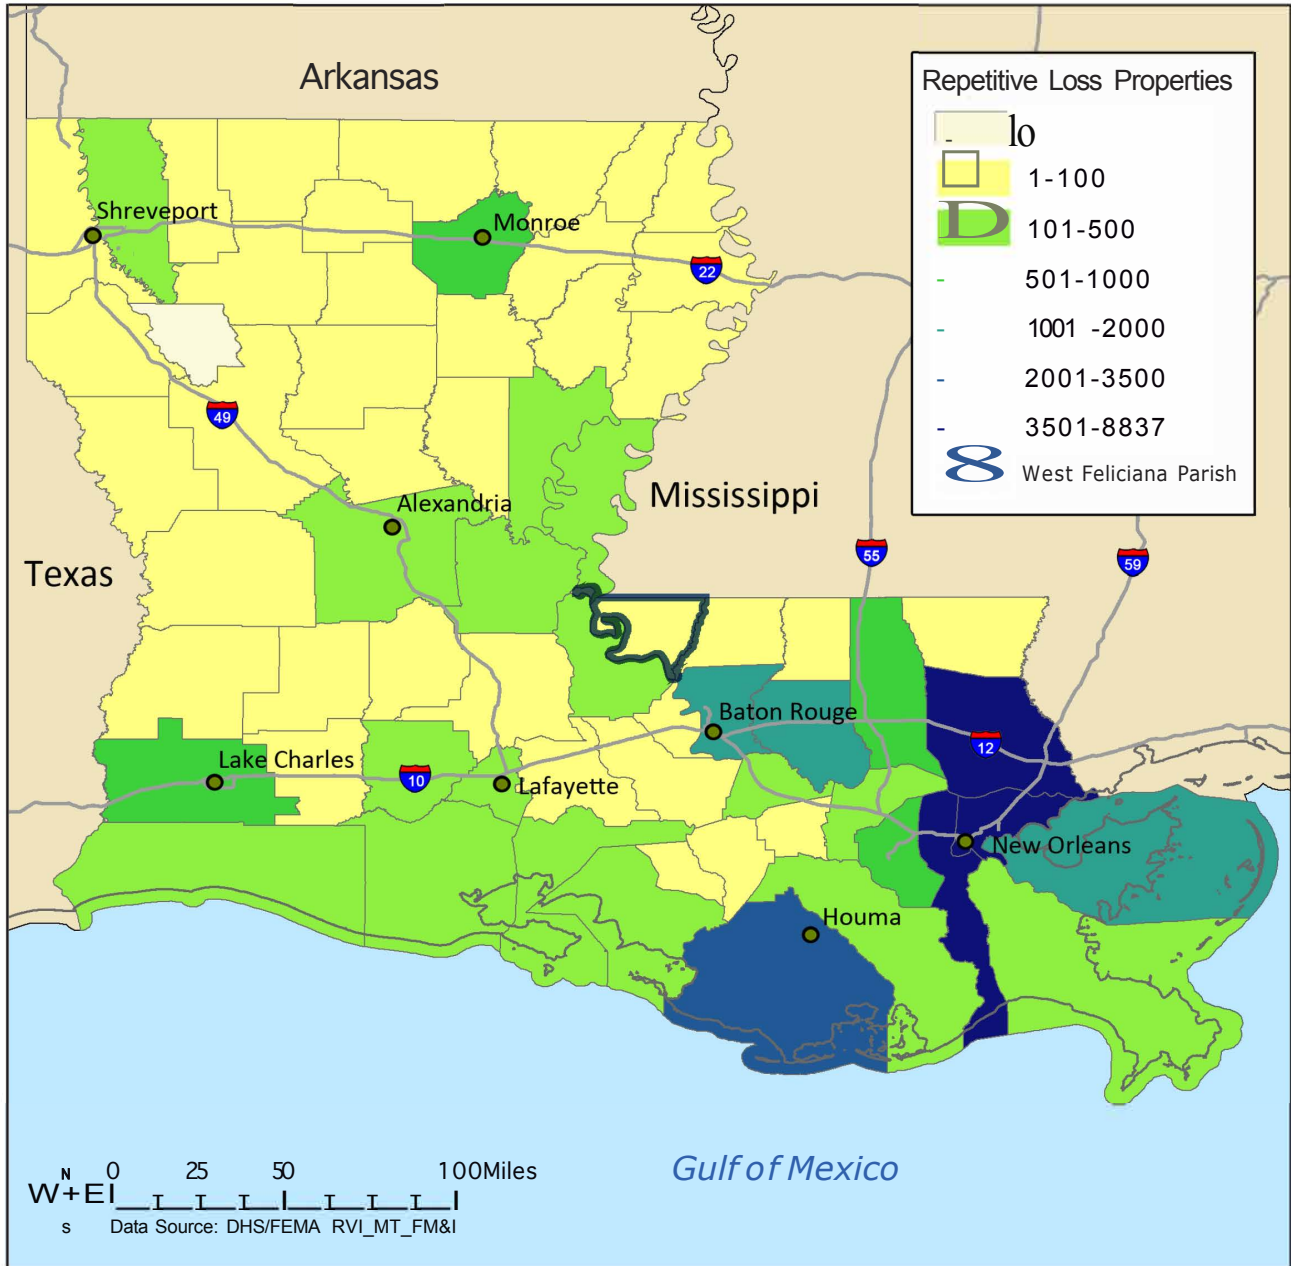 Arkansas
Repetitive Loss Properties
lo
1-100
D 101-500
501-1000
1001 -2000
2001-3500
3501-8837
8 West Feliciana Parish
Shreveport
Monroe
22
49
Alexandria
Mississippi
Texas
55
59
Baton Rouge
12
Lake Charles
10
Lafayette
New Orleans
Houma
Gulf of Mexico
N 0 25 50 100Miles
W+E
s Data Source: DHS/FEMA RVI_MT_FM&I